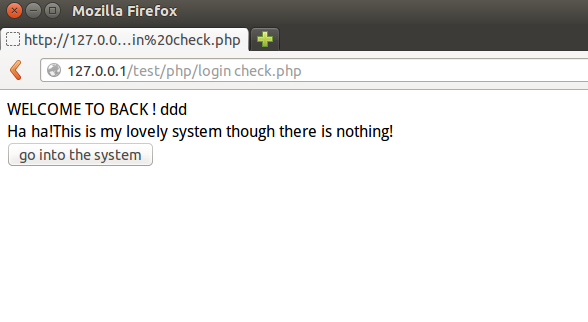 Mozilla Firefox
http://127.0.0...in%20check.php
127.0.0.1/test/php/login check.php
WELCOME TO BACK ! ddd
Ha ha!This is my lovely system though there is nothing!
go into the system